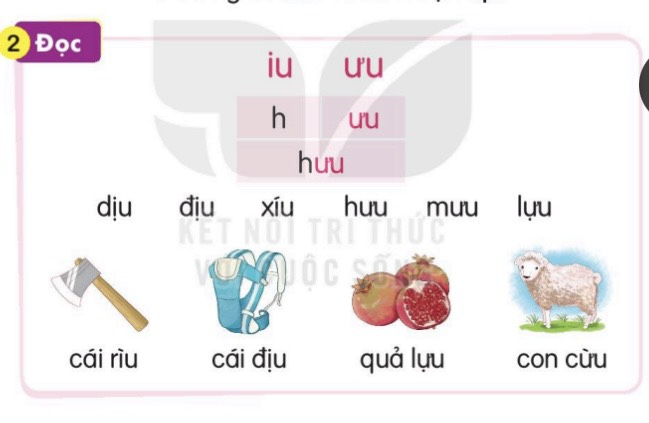 2 Đọc
iu ưu
h ưu
hưu
dịu địu xíu hưu mưu lựu
KẾT NỐI TRI THỨC
VỚI CUỘC SỐNG
cái rìu cái địu quả lựu con cừu